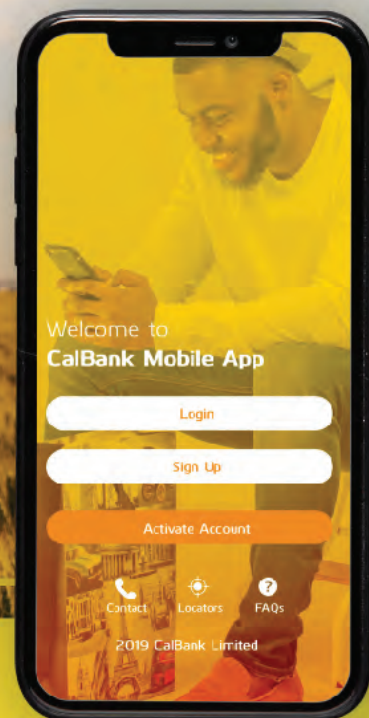 Welcome to
CalBank Mobile App
Login
Sign Up
Activate Account
Contact Locators FAQs
2019 CalBank Limited